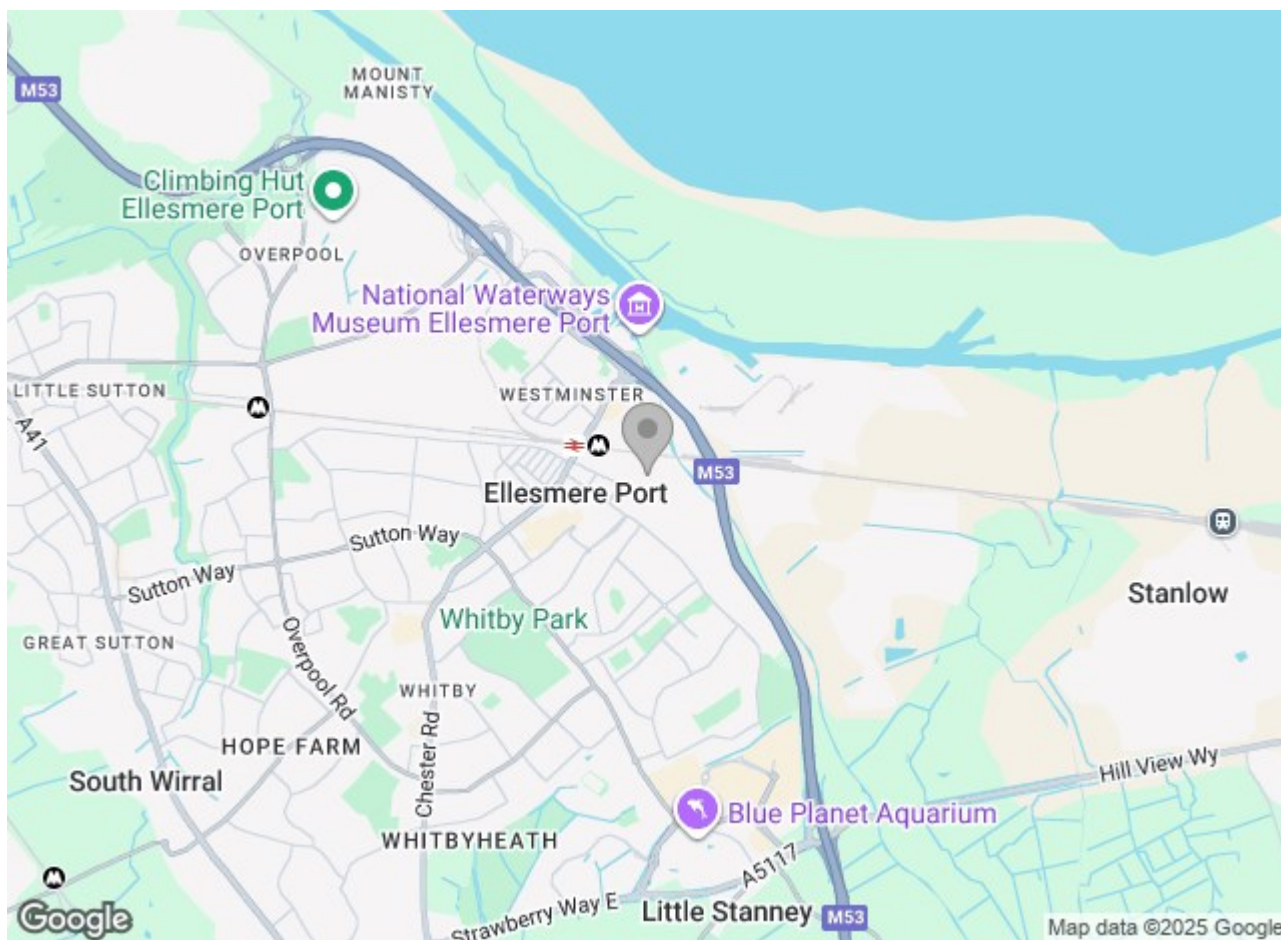 MOUNT
MANISTY
M53
Climbing Hut
Ellesmere Port
OVERPOOL
National Waterways
Museum Ellesmere Port
LITTLE SUTTON
WESTMINSTER
A41
M53
Ellesmere Port
Sutton Way
Sutton Way
Stanlow
Whitby Park
GREAT SUTTON
Overpool Rd
WHITBY
HOPE FARM
Chester Rd
South Wirral
Hill View Wy
Blue Planet Aquarium
WHITBYHEATH
A5117
Strawberry Way E
Little Stanney
M53
Google
Map data ©2025 Google